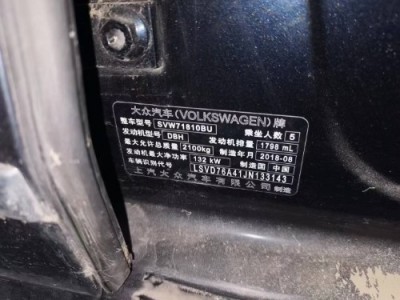 大众汽车(VOLKSWAGEN)牌
整车型号 SVW71810BU 乘坐人数 5
发动机型号 DBH 发动机排量 1798 mL
最大允许总质量 2100kg 制造年月 2018-08
发动机最大净功率 132 kW 制造国 中国
车辆识别代号 LSVD76A41JN133143
上汽大众汽车有限公司 制造